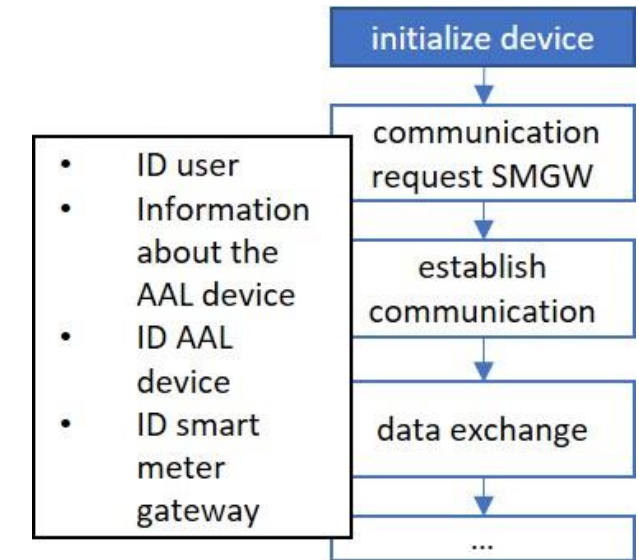 initialize device
communication
request SMGW
• ID user
• Information
about the
AAL device
• ID AAL
device
• ID smart
meter
gateway
establish
communication
data exchange
...